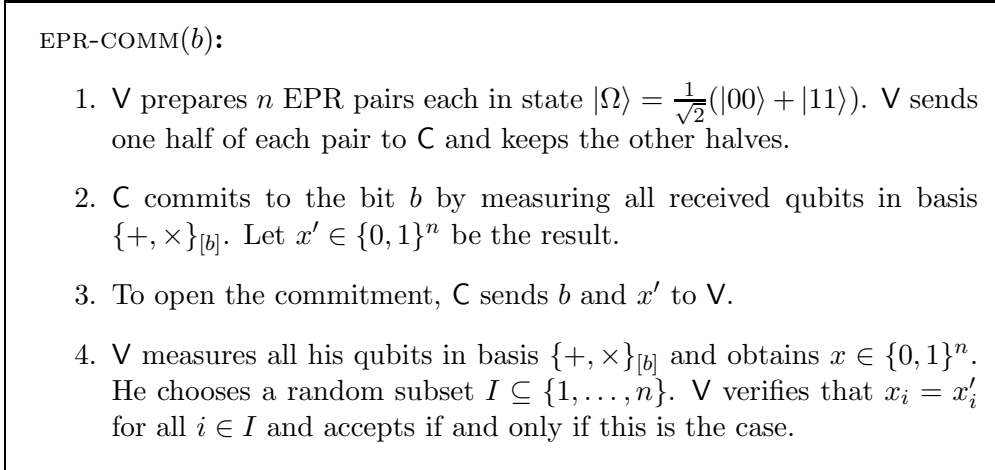 EPR-COMM(b):
1. V prepares n EPR pairs each in state |Ω⟩ = 1/√2(|00⟩ + |11⟩). V sends
one half of each pair to C and keeps the other halves.
2. C commits to the bit b by measuring all received qubits in basis
{+, ×}[b]. Let x′ ∈ {0, 1}ⁿ be the result.
3. To open the commitment, C sends b and x′ to V.
4. V measures all his qubits in basis {+, ×}[b] and obtains x ∈ {0, 1}ⁿ.
He chooses a random subset I ⊆ {1, . . . , n}. V verifies that xᵢ = x′ᵢ
for all i ∈ I and accepts if and only if this is the case.